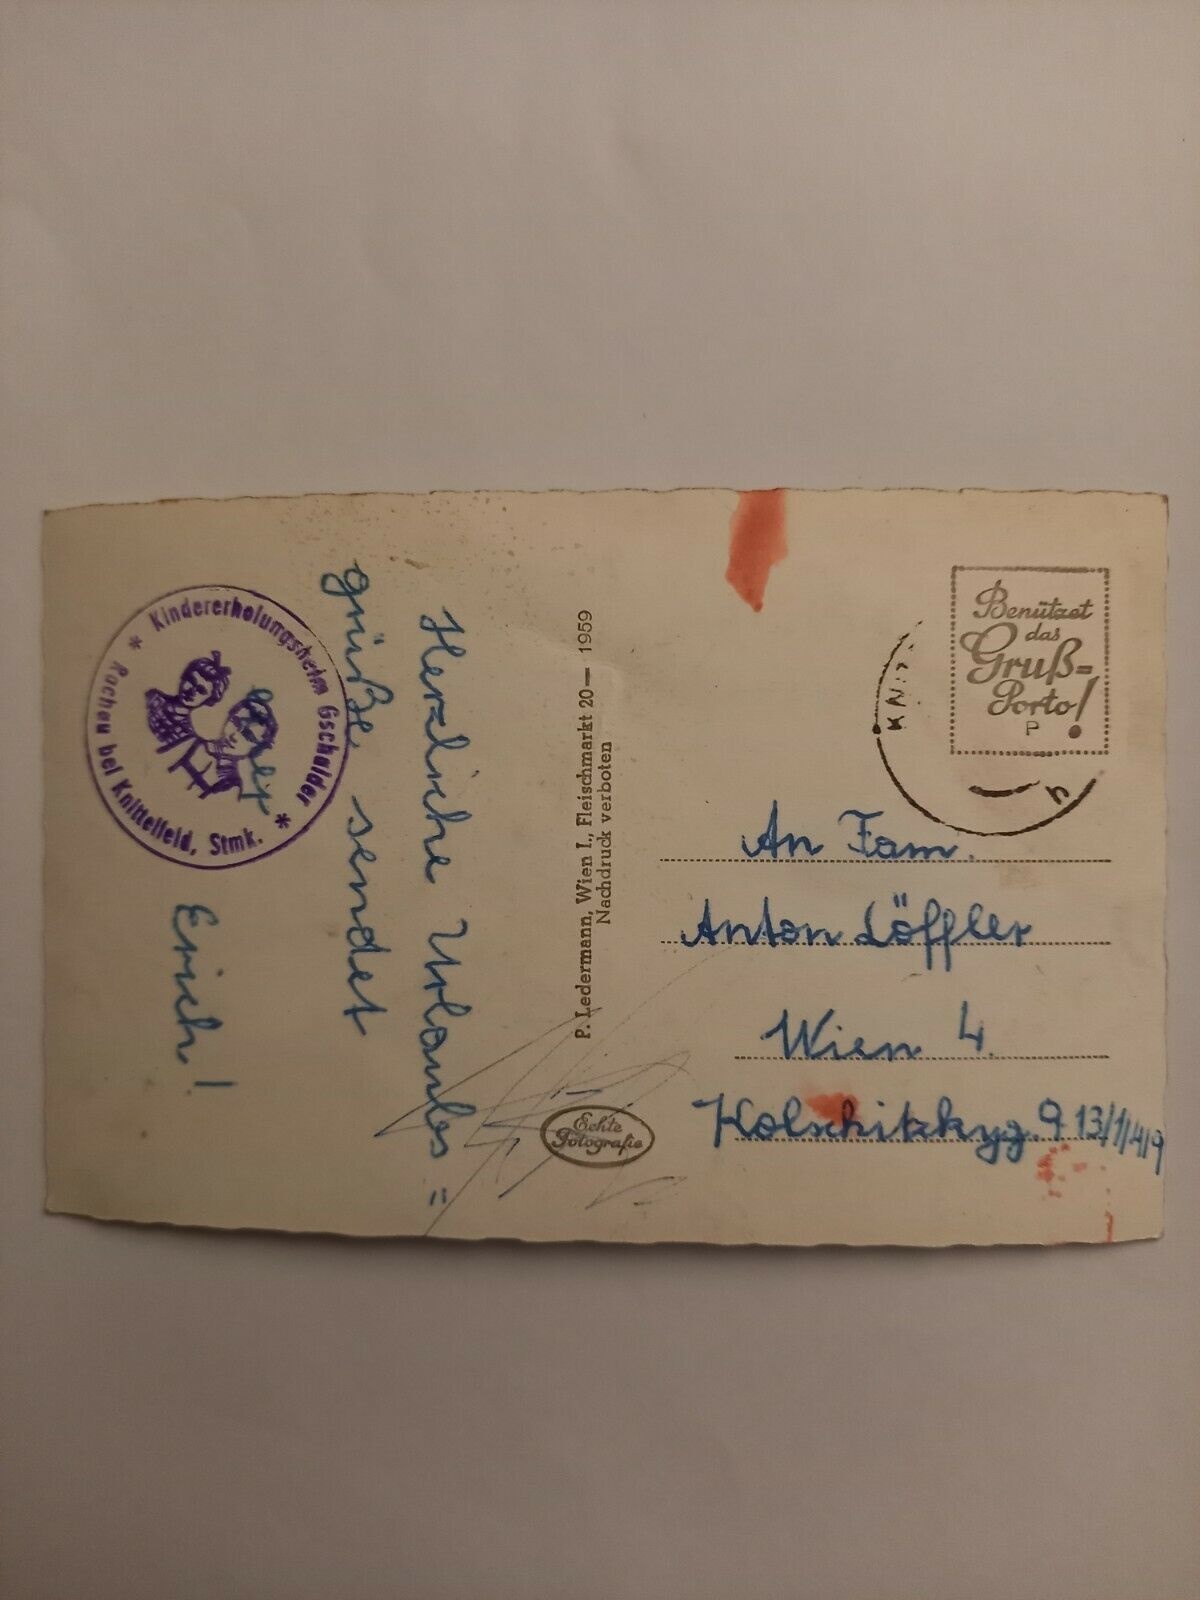 * Kindererholungsheim Gschaider *
Rachau bei Knittelfeld, Stmk.
Herzliche Urlaubs=
grüße sendet
Erich!
P. Ledermann, Wien I., Fleischmarkt 20— 1959
Nachdruck verboten
Echte
Fotografie
Benützet
das
Gruß=
Porto!
P
An Fam.
Anton Löffler
Wien 4.
Kolschitzkyg. 9 13/1/4/9